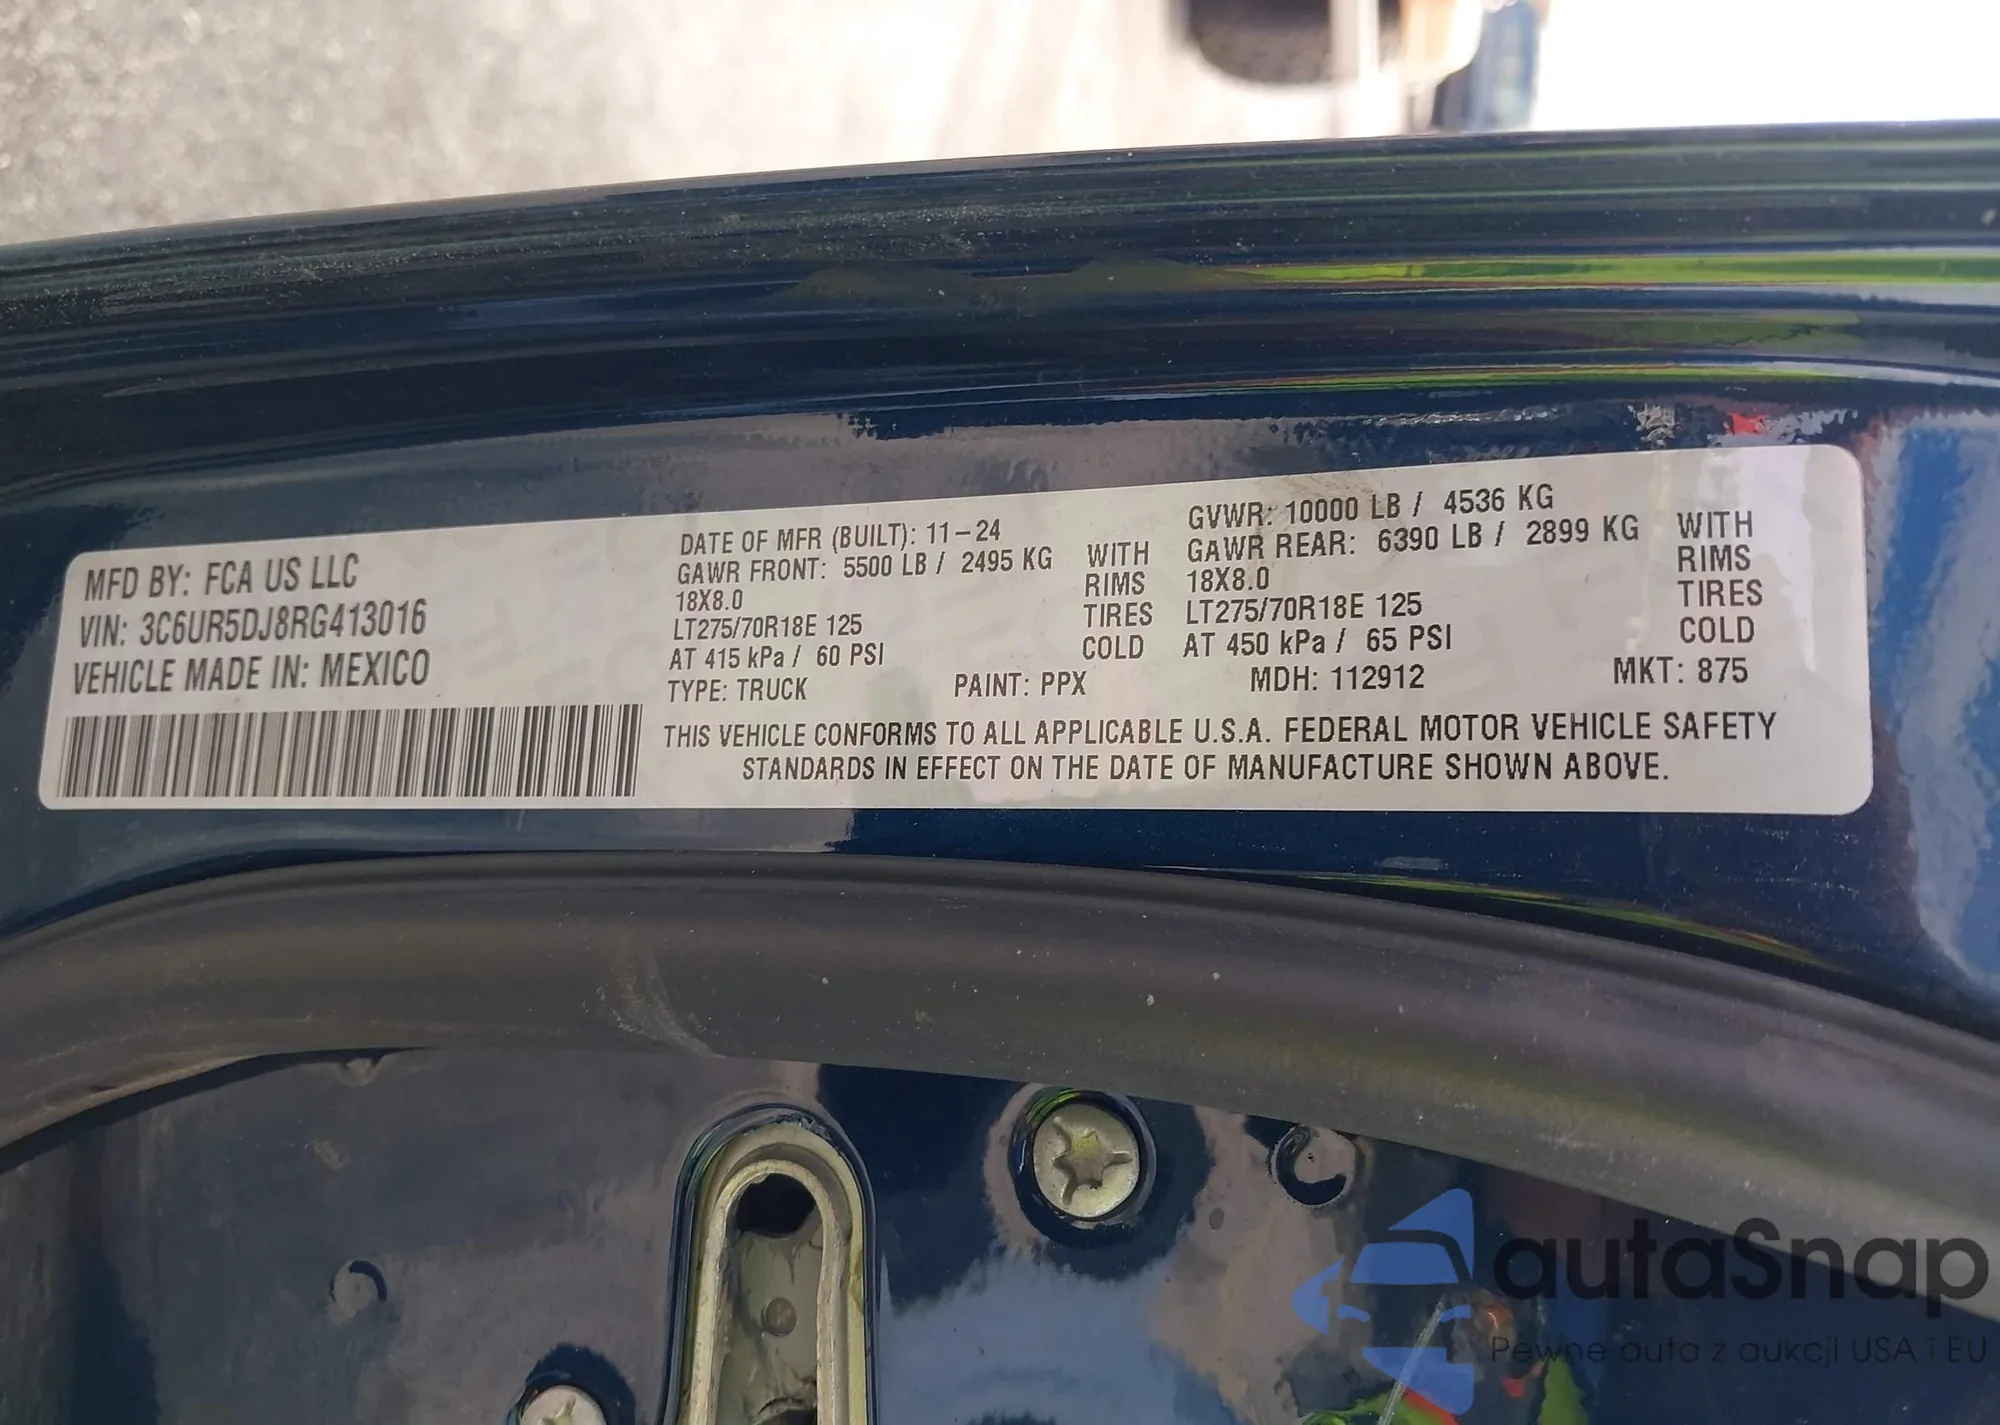 MFD BY: FCA US LLC
VIN: 3C6UR5DJ8RG413016
VEHICLE MADE IN: MEXICO
DATE OF MFR (BUILT): 11-24
GAWR FRONT: 5500 LB / 2495 KG WITH
18X8.0 RIMS
LT275/70R18E 125 TIRES
AT 415 kPa / 60 PSI COLD
GVWR: 10000 LB / 4536 KG
GAWR REAR: 6390 LB / 2899 KG WITH
18X8.0 RIMS
LT275/70R18E 125 TIRES
AT 450 kPa / 65 PSI COLD
TYPE: TRUCK PAINT: PPX MDH: 112912 MKT: 875
THIS VEHICLE CONFORMS TO ALL APPLICABLE U.S.A. FEDERAL MOTOR VEHICLE SAFETY
STANDARDS IN EFFECT ON THE DATE OF MANUFACTURE SHOWN ABOVE.
autaSnap
Pewne auta z aukcji USA i EU